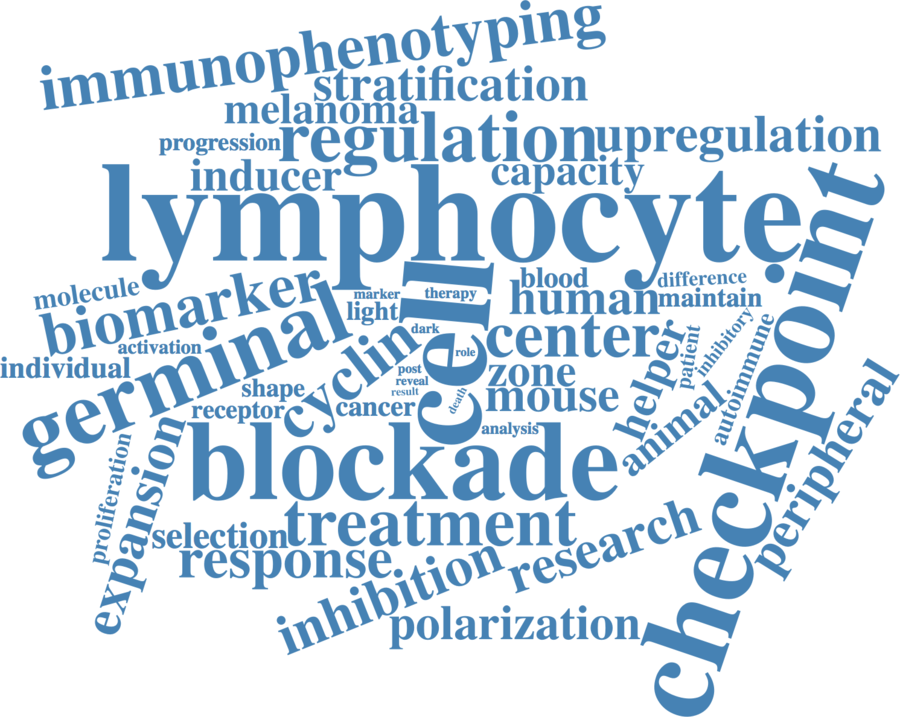 immunophenotyping
stratification
melanoma
progression
regulation
upregulation
inducer
capacity
lymphocyte
checkpoint
cell
blood
difference
molecule
biomarker
marker
therapy
human
maintain
light
germinal
cyclin
dark
center
helper
patient
inhibitory
autoimmune
activation
individual
role
post
zone
reveal
result
death
shape
receptor
cancer
mouse
animal
peripheral
blockade
analysis
proliferation
expansion
selection
treatment
response
inhibition
research
polarization